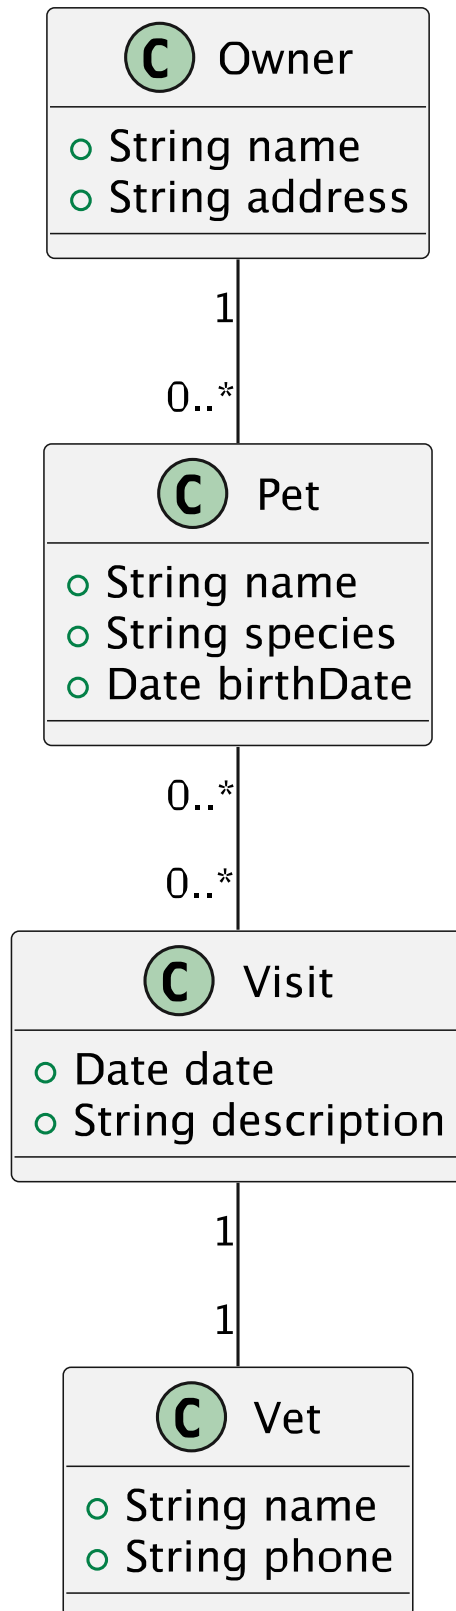 C Owner
String name
String address
1
0..*
C Pet
String name
String species
Date birthDate
0..*
0..*
C Visit
Date date
String description
1
1
C Vet
String name
String phone